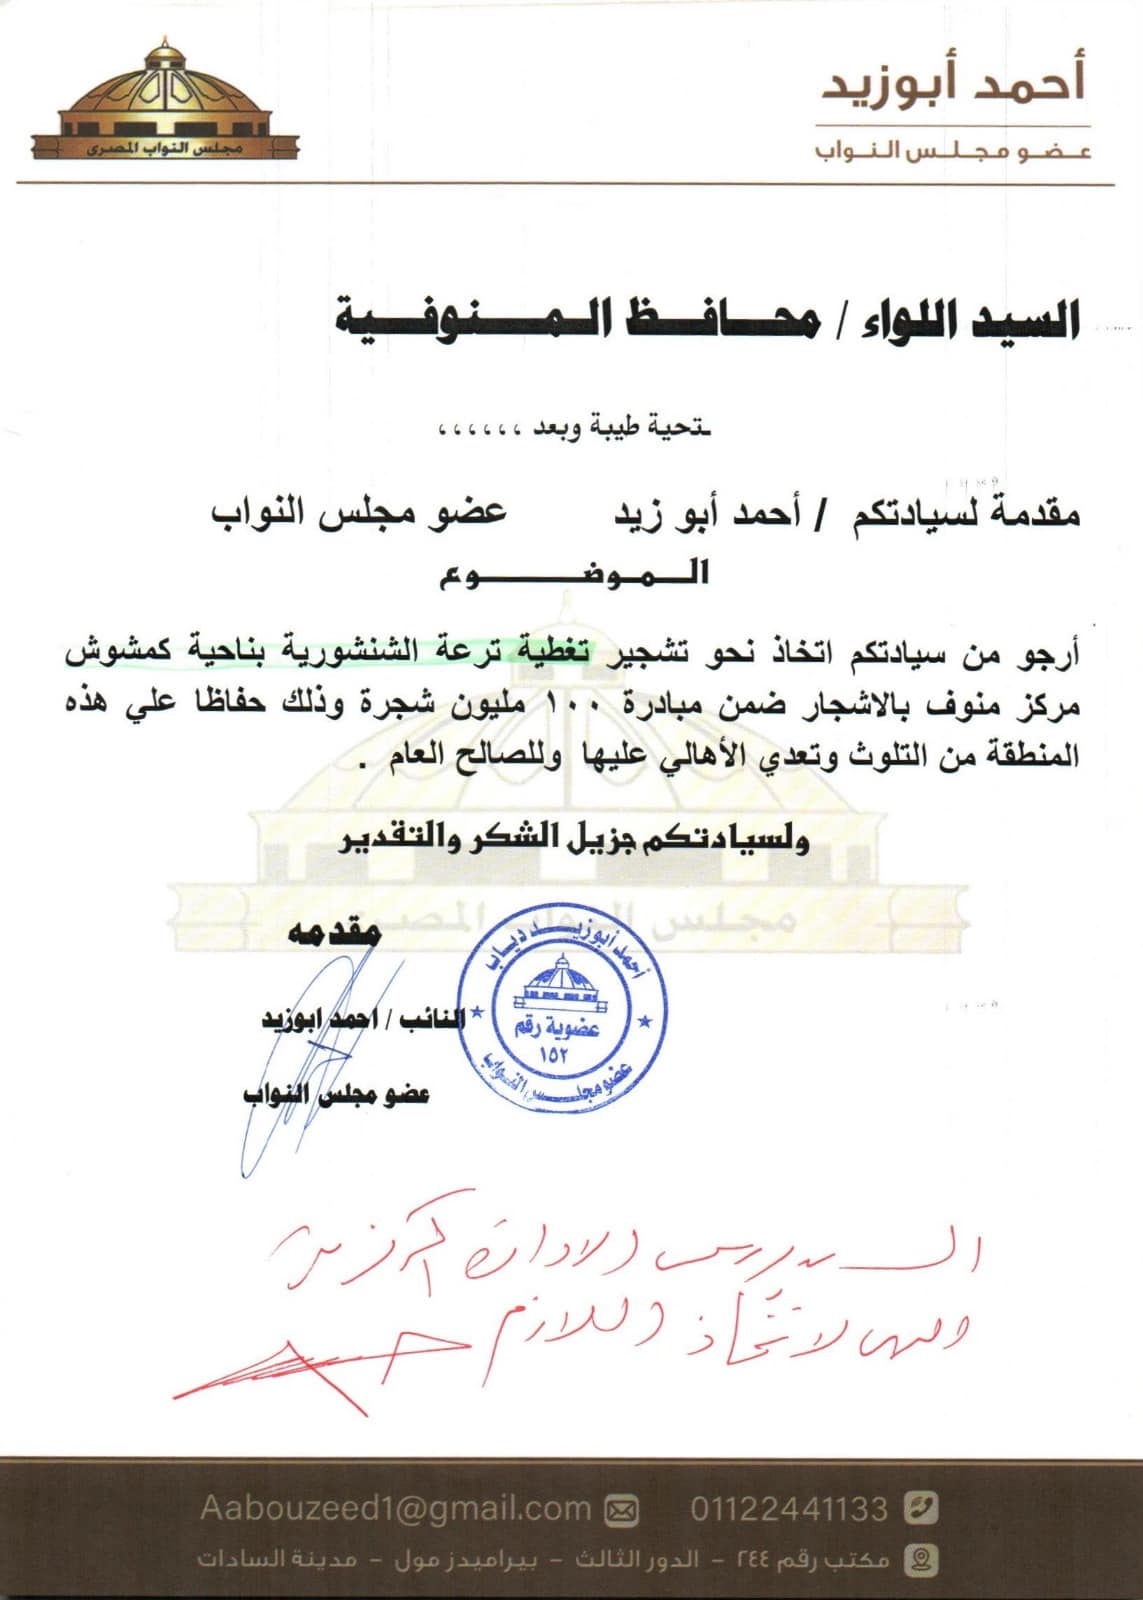 أحمد أبوزيد
عضو مجلس النواب
مجلس النواب المصرى
السيد اللواء / محافظ المنوفية
تحية طيبة وبعد ،،،،،،
مقدمة لسيادتكم / أحمد أبو زيد عضو مجلس النواب
الموضوع
أرجو من سيادتكم اتخاذ نحو تشجير تغطية ترعة الشنشورية بناحية كمشوش
مركز منوف بالاشجار ضمن مبادرة ١٠٠ مليون شجرة وذلك حفاظا علي هذه
المنطقة من التلوث وتعدي الأهالي عليها وللصالح العام .
ولسيادتكم جزيل الشكر والتقدير
مجلس النواب المصرى
مقدمه
النائب / احمد ابوزيد
عضو مجلس النواب
أحمد أبوزيد دياب
عضوية رقم
١٥٢
عضو مجلس النواب
الادارة المركزية
لاتخاذ اللازم
01122441133
Aabouzeed1@gmail.com
مكتب رقم ٢٤٤ - الدور الثالث - بيراميدز مول - مدينة السادات